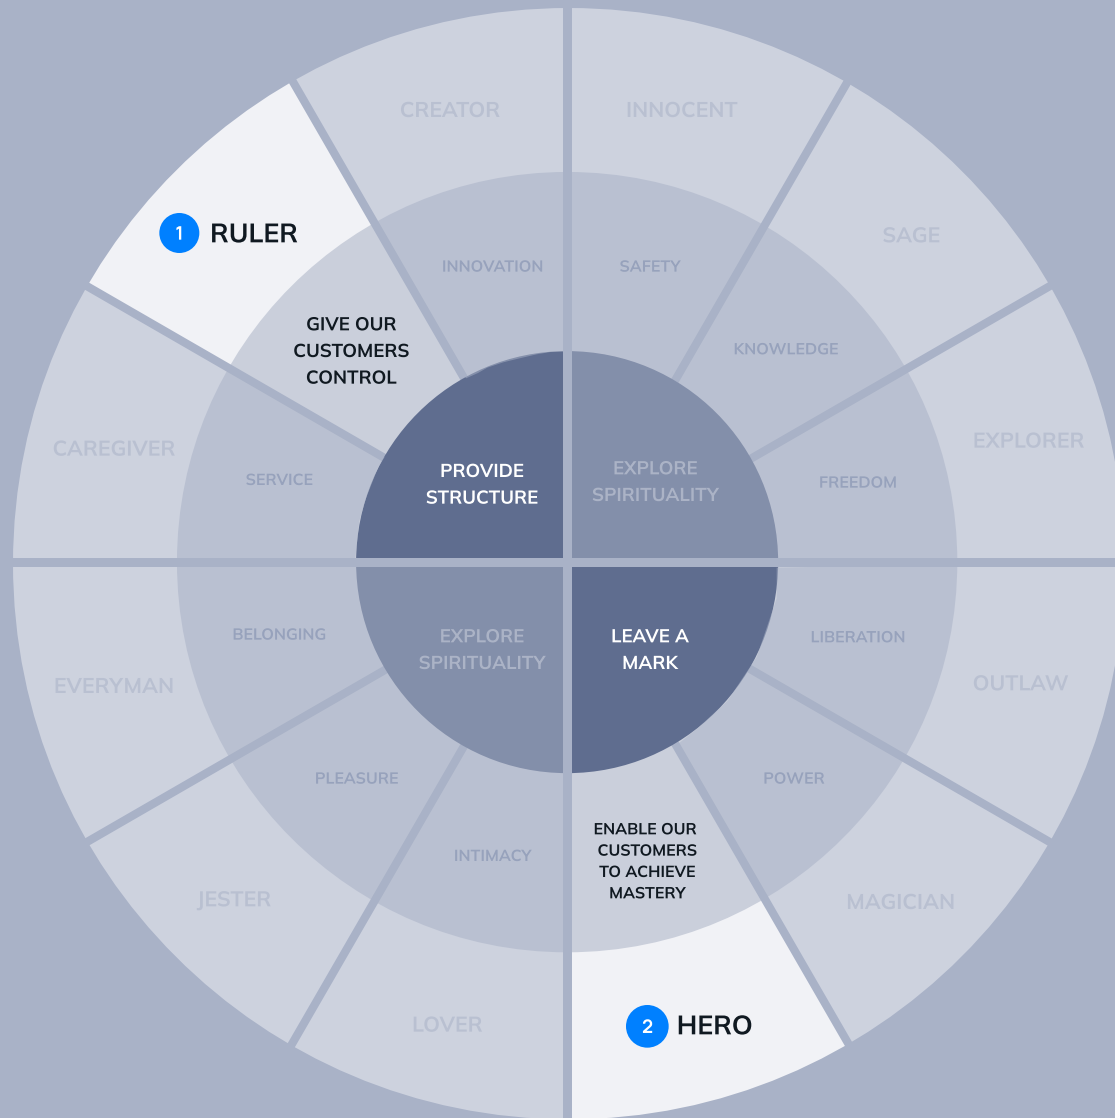 CREATOR
INNOCENT
1 RULER
SAGE
INNOVATION
SAFETY
GIVE OUR
CUSTOMERS
CONTROL
KNOWLEDGE
CAREGIVER
EXPLORER
SERVICE
FREEDOM
PROVIDE
STRUCTURE
EXPLORE
SPIRITUALITY
BELONGING
EXPLORE
SPIRITUALITY
LEAVE A
MARK
LIBERATION
EVERYMAN
OUTLAW
PLEASURE
POWER
INTIMACY
ENABLE OUR
CUSTOMERS
TO ACHIEVE
MASTERY
JESTER
MAGICIAN
LOVER
2 HERO